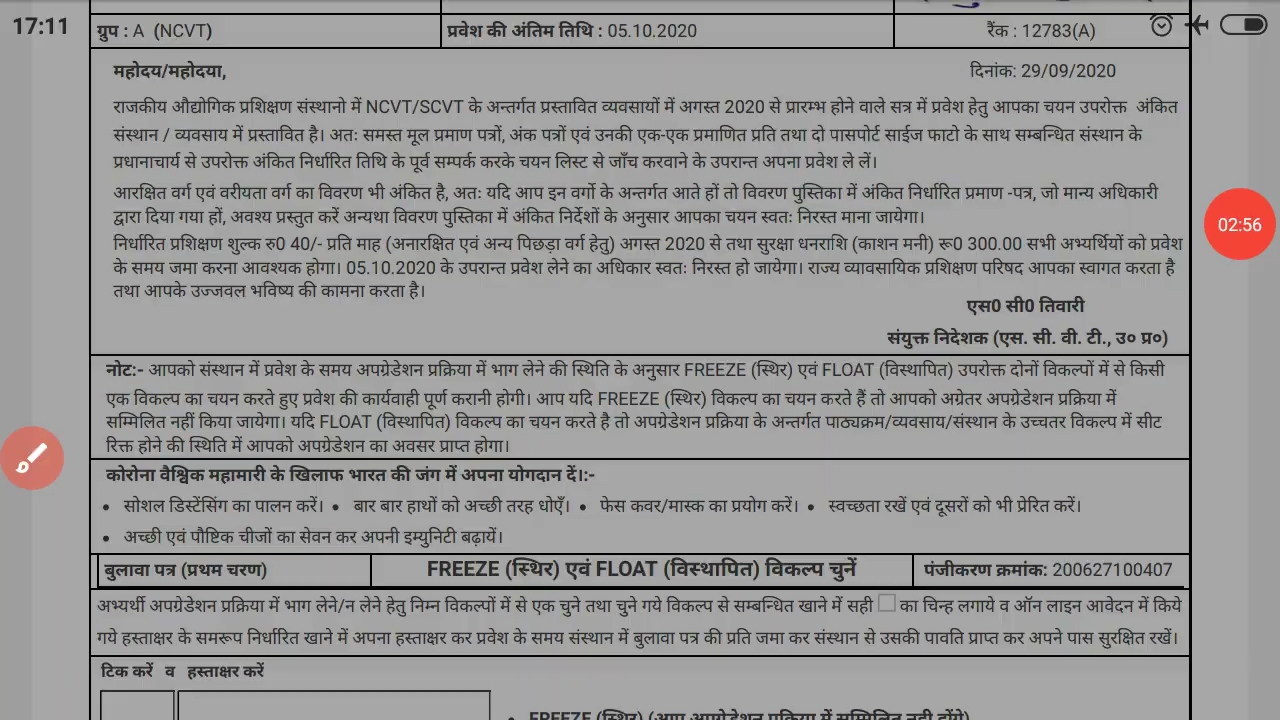 17:11
ग्रुप : A (NCVT) प्रवेश की अंतिम तिथि : 05.10.2020 रैंक : 12783(A)
महोदय/महोदया, दिनांक: 29/09/2020
राजकीय औद्योगिक प्रशिक्षण संस्थानो में NCVT/SCVT के अन्तर्गत प्रस्तावित व्यवसायों में अगस्त 2020 से प्रारम्भ होने वाले सत्र में प्रवेश हेतु आपका चयन उपरोक्त अंकित
संस्थान / व्यवसाय में प्रस्तावित है। अतः समस्त मूल प्रमाण पत्रों, अंक पत्रों एवं उनकी एक-एक प्रमाणित प्रति तथा दो पासपोर्ट साईज फाटो के साथ सम्बन्धित संस्थान के
प्रधानाचार्य से उपरोक्त अंकित निर्धारित तिथि के पूर्व सम्पर्क करके चयन लिस्ट से जाँच करवाने के उपरान्त अपना प्रवेश ले लें।
आरक्षित वर्ग एवं वरीयता वर्ग का विवरण भी अंकित है, अतः यदि आप इन वर्गो के अन्तर्गत आते हों तो विवरण पुस्तिका में अंकित निर्धारित प्रमाण -पत्र, जो मान्य अधिकारी
द्वारा दिया गया हों, अवश्य प्रस्तुत करें अन्यथा विवरण पुस्तिका में अंकित निर्देशों के अनुसार आपका चयन स्वतः निरस्त माना जायेगा।
निर्धारित प्रशिक्षण शुल्क रु0 40/- प्रति माह (अनारक्षित एवं अन्य पिछड़ा वर्ग हेतु) अगस्त 2020 से तथा सुरक्षा धनराशि (काशन मनी) रू0 300.00 सभी अभ्यर्थियों को प्रवेश
के समय जमा करना आवश्यक होगा। 05.10.2020 के उपरान्त प्रवेश लेने का अधिकार स्वतः निरस्त हो जायेगा। राज्य व्यावसायिक प्रशिक्षण परिषद आपका स्वागत करता है
तथा आपके उज्जवल भविष्य की कामना करता है।
02:56
एस0 सी0 तिवारी
संयुक्त निदेशक (एस. सी. वी. टी., उ० प्र०)
नोट:- आपको संस्थान में प्रवेश के समय अपग्रेडेशन प्रक्रिया में भाग लेने की स्थिति के अनुसार FREEZE (स्थिर) एवं FLOAT (विस्थापित) उपरोक्त दोनों विकल्पों में से किसी
एक विकल्प का चयन करते हुए प्रवेश की कार्यवाही पूर्ण करानी होगी। आप यदि FREEZE (स्थिर) विकल्प का चयन करते हैं तो आपको अग्रेतर अपग्रेडेशन प्रक्रिया में
सम्मिलित नहीं किया जायेगा। यदि FLOAT (विस्थापित) विकल्प का चयन करते है तो अपग्रेडेशन प्रक्रिया के अन्तर्गत पाठ्यक्रम/व्यवसाय/संस्थान के उच्चतर विकल्प में सीट
रिक्त होने की स्थिति में आपको अपग्रेडेशन का अवसर प्राप्त होगा।
कोरोना वैश्विक महामारी के खिलाफ भारत की जंग में अपना योगदान दें।:-
• सोशल डिस्टेंसिंग का पालन करें। • बार बार हाथों को अच्छी तरह धोएँ। • फेस कवर/मास्क का प्रयोग करें। • स्वच्छता रखें एवं दूसरों को भी प्रेरित करें।
• अच्छी एवं पौष्टिक चीजों का सेवन कर अपनी इम्युनिटी बढ़ायें।
बुलावा पत्र (प्रथम चरण) FREEZE (स्थिर) एवं FLOAT (विस्थापित) विकल्प चुनें पंजीकरण क्रमांक: 200627100407
अभ्यर्थी अपग्रेडेशन प्रक्रिया में भाग लेने/न लेने हेतु निम्न विकल्पों में से एक चुने तथा चुने गये विकल्प से सम्बन्धित खाने में सही का चिन्ह लगाये व ऑन लाइन आवेदन में किये
गये हस्ताक्षर के समरूप निर्धारित खाने में अपना हस्ताक्षर कर प्रवेश के समय संस्थान में बुलावा पत्र की प्रति जमा कर संस्थान से उसकी पावति प्राप्त कर अपने पास सुरक्षित रखें।
टिक करें व हस्ताक्षर करें
• FREEZE (स्थिर) (आप अपग्रेडेशन प्रक्रिया में सम्मिलित नही होंगे)